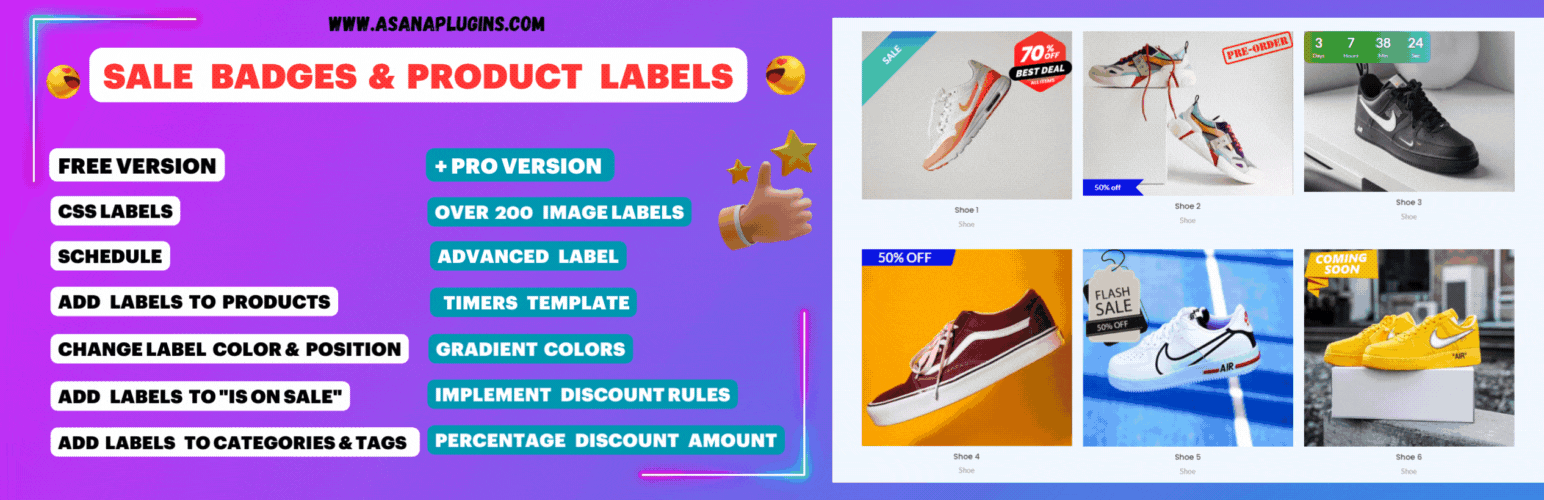 WWW.ASANAPLUGINS.COM
SALE BADGES & PRODUCT LABELS
FREE VERSION
CSS LABELS
SCHEDULE
ADD LABELS TO PRODUCTS
CHANGE LABEL COLOR & POSITION
ADD LABELS TO "IS ON SALE"
ADD LABELS TO CATEGORIES & TAGS
+ PRO VERSION
OVER 200 IMAGE LABELS
ADVANCED LABEL
TIMERS TEMPLATE
GRADIENT COLORS
IMPLEMENT DISCOUNT RULES
PERCENTAGE DISCOUNT AMOUNT
SALE
70% OFF
BEST DEAL
ALL ITEMS
Shoe 1
Shoe
PRE-ORDER
50% off
Shoe 2
Shoe
3 7 38 24
Days Hours Min Sec
Shoe 3
Shoe
50% OFF
Shoe 4
Shoe
FLASH
SALE
50% OFF
AIR
Shoe 5
Shoe
COMING
SOON
"AIR"
Shoe 6
Shoe